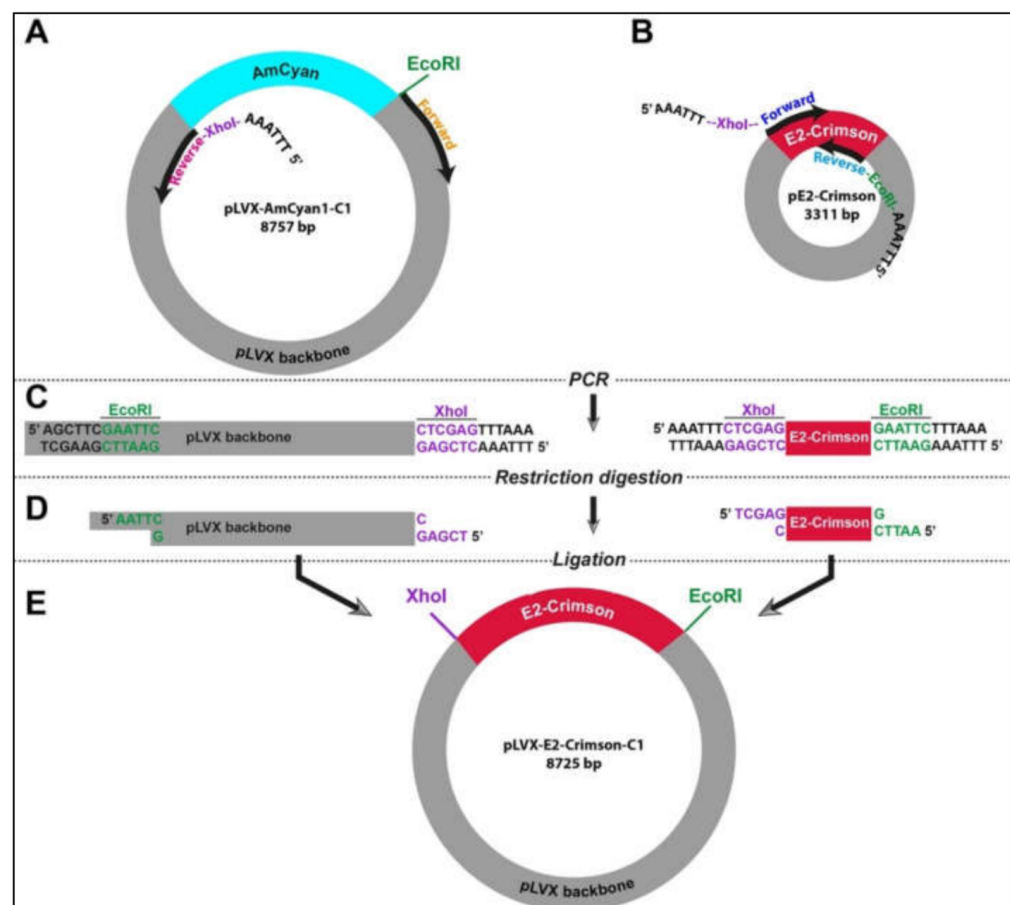 A
B
EcoRI
AmCyan
Forward
AAATTT 5'
Reverse-XhoI-
pLVX-AmCyan1-C1
8757 bp
pLVX backbone
5' AAATTT --XhoI-- Forward
E2-Crimson
Reverse-EcoRI-AAATTT 5'
pE2-Crimson
3311 bp
PCR
C
EcoRI
XhoI
XhoI
EcoRI
5' AGCTTCGAATTC
pLVX backbone
CTCGAGTTTAAA
TCGAAGCTTAAG
GAGCTCAAATTT 5'
5' AAATTTCTCGAG
E2-Crimson
GAATTCTTTAAA
TTTAAAGAGCTC
CTTAAGAAATTT 5'
Restriction digestion
D
5' AATTC
pLVX backbone
C
G
GAGCT 5'
5' TCGAG
E2-Crimson
G
C
CTTAA 5'
Ligation
E
XhoI
E2-Crimson
EcoRI
pLVX-E2-Crimson-C1
8725 bp
pLVX backbone